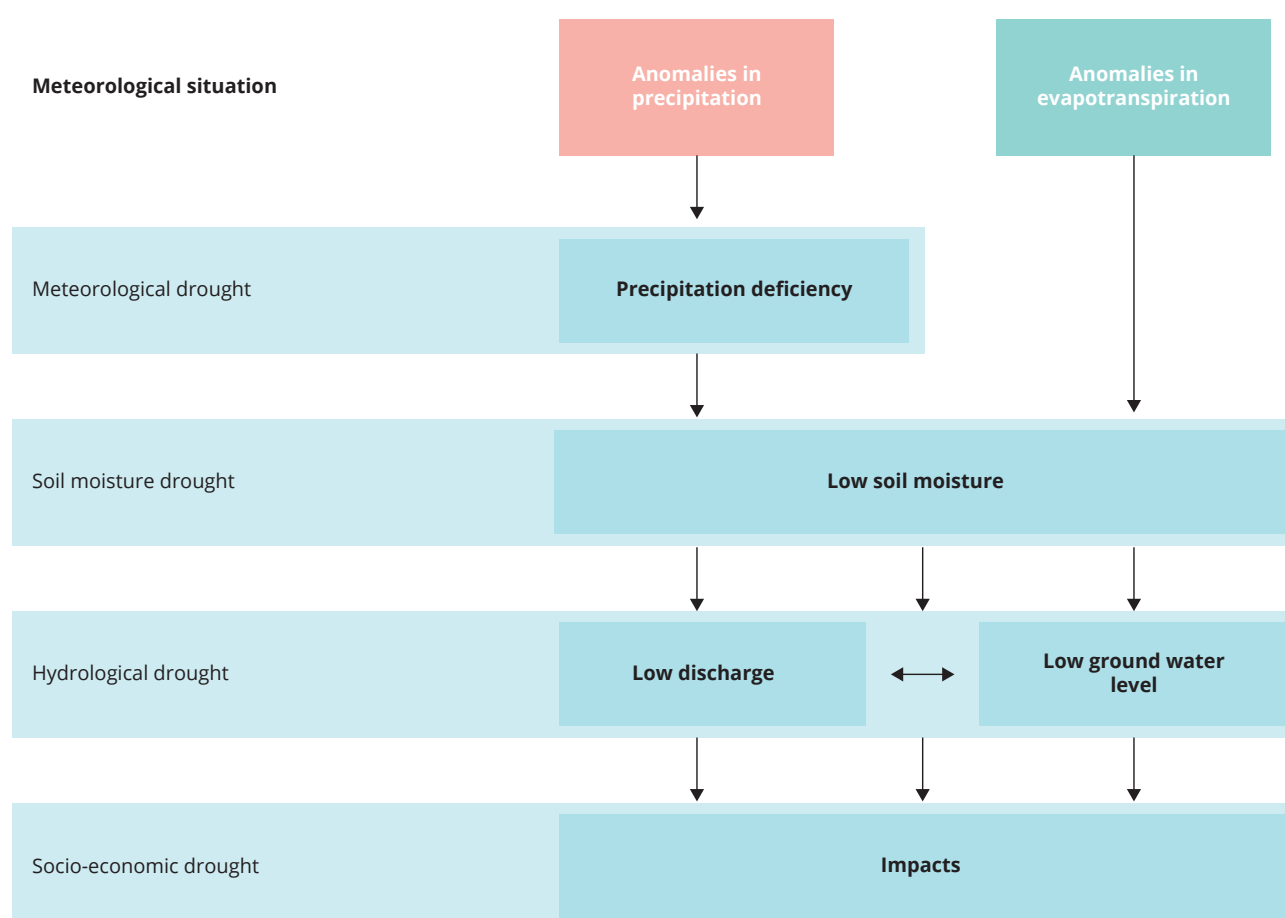 Meteorological situation
Anomalies in
precipitation
Anomalies in
evapotranspiration
Meteorological drought
Precipitation deficiency
Soil moisture drought
Low soil moisture
Hydrological drought
Low discharge
Low ground water
level
Socio-economic drought
Impacts